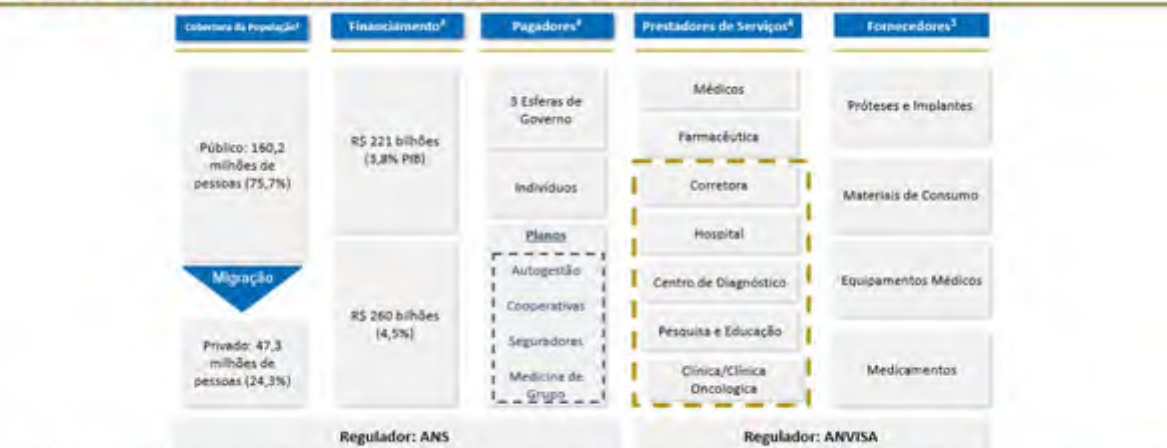 Cobertura da População¹
Financiamento²
Pagadores³
Prestadores de Serviços⁴
Fornecedores⁵
Público: 160,2
milhões de
pessoas (75,7%)
Migração
Privado: 47,3
milhões de
pessoas (24,3%)
R$ 221 bilhões
(3,8% PIB)
R$ 260 bilhões
(4,5%)
3 Esferas de
Governo
Indivíduos
Planos
Autogestão
Cooperativas
Seguradores
Medicina de
Grupo
Médicos
Farmacêutica
Corretora
Hospital
Centro de Diagnóstico
Pesquisa e Educação
Clínica/Clínica
Oncologica
Próteses e Implantes
Materiais de Consumo
Equipamentos Médicos
Medicamentos
Regulador: ANS
Regulador: ANVISA